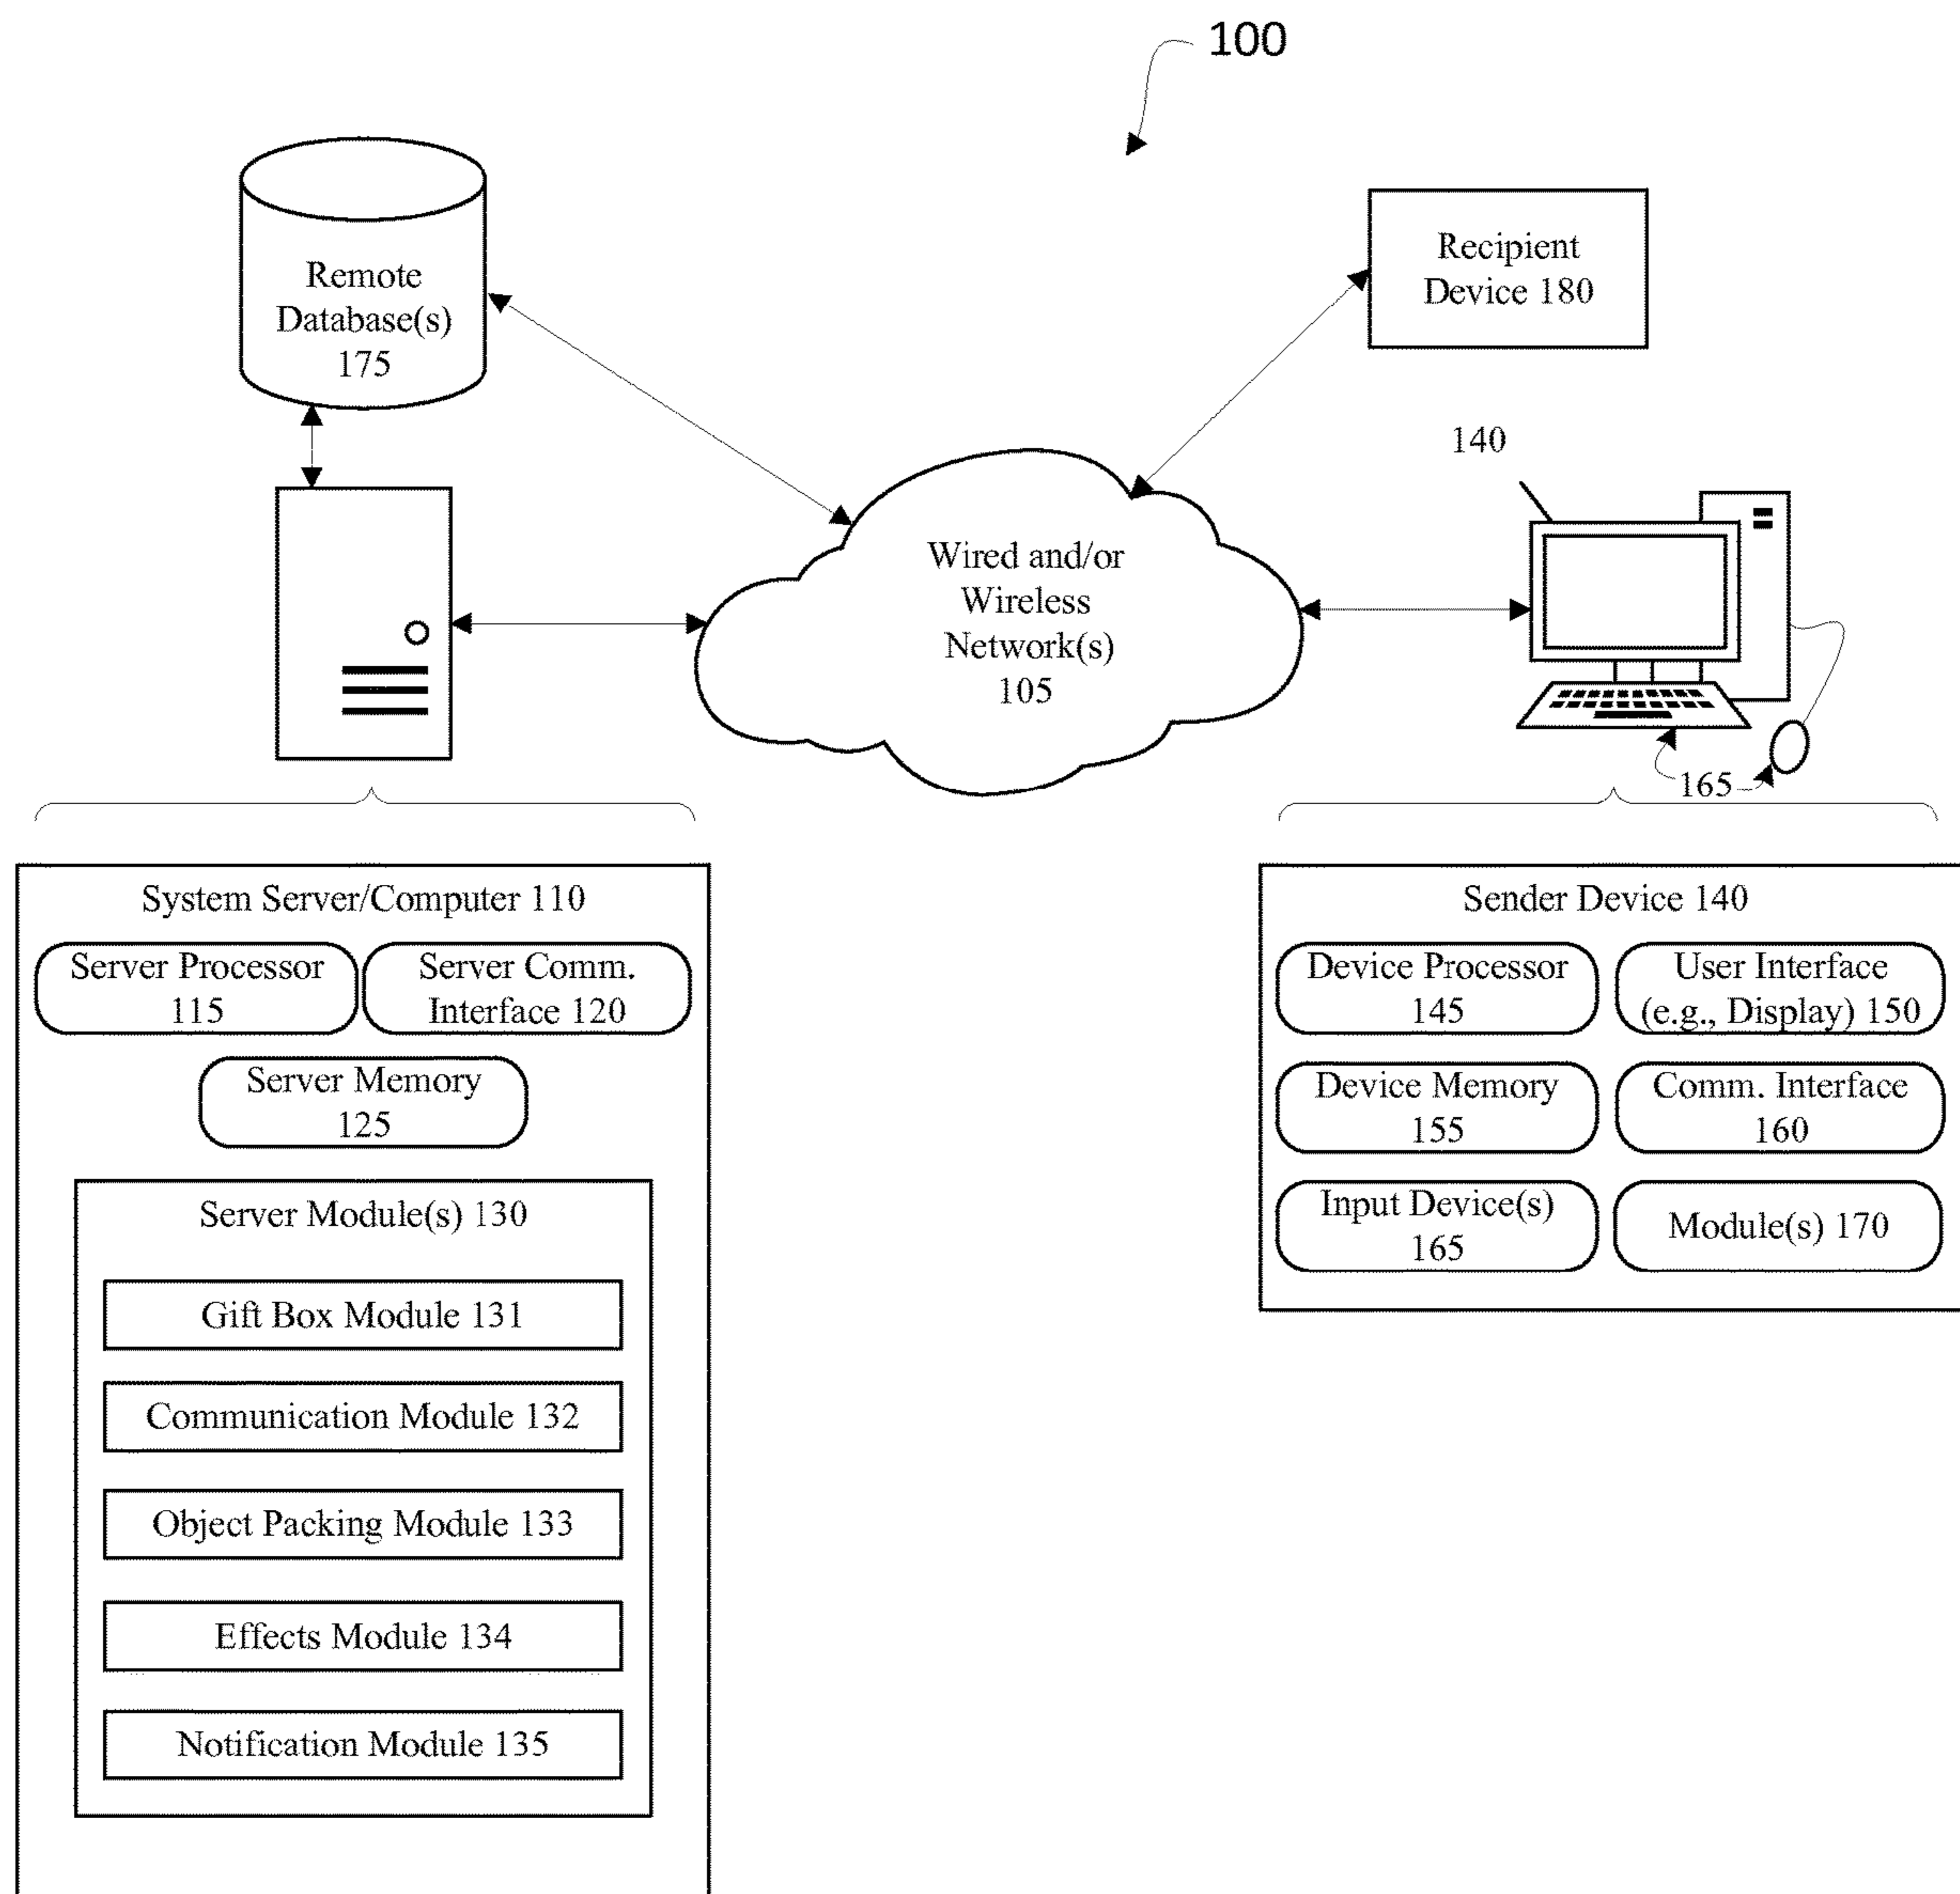 100
Remote
Database(s)
175
Recipient
Device 180
140
Wired and/or
Wireless
Network(s)
105
165
System Server/Computer 110
Server Processor
115
Server Comm.
Interface 120
Server Memory
125
Server Module(s) 130
Gift Box Module 131
Communication Module 132
Object Packing Module 133
Effects Module 134
Notification Module 135
Sender Device 140
Device Processor
145
User Interface
(e.g., Display) 150
Device Memory
155
Comm. Interface
160
Input Device(s)
165
Module(s) 170